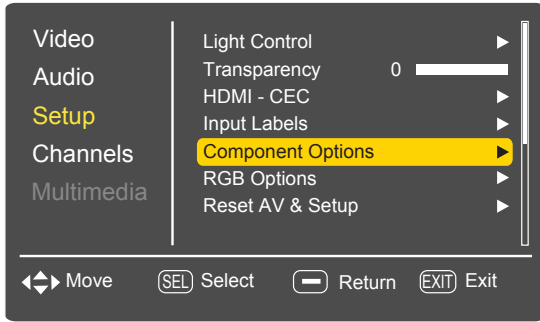 Video
Audio
Setup
Channels
Multimedia
Light Control
Transparency 0
HDMI - CEC
Input Labels
Component Options
RGB Options
Reset AV & Setup
Move SEL Select Return EXIT Exit